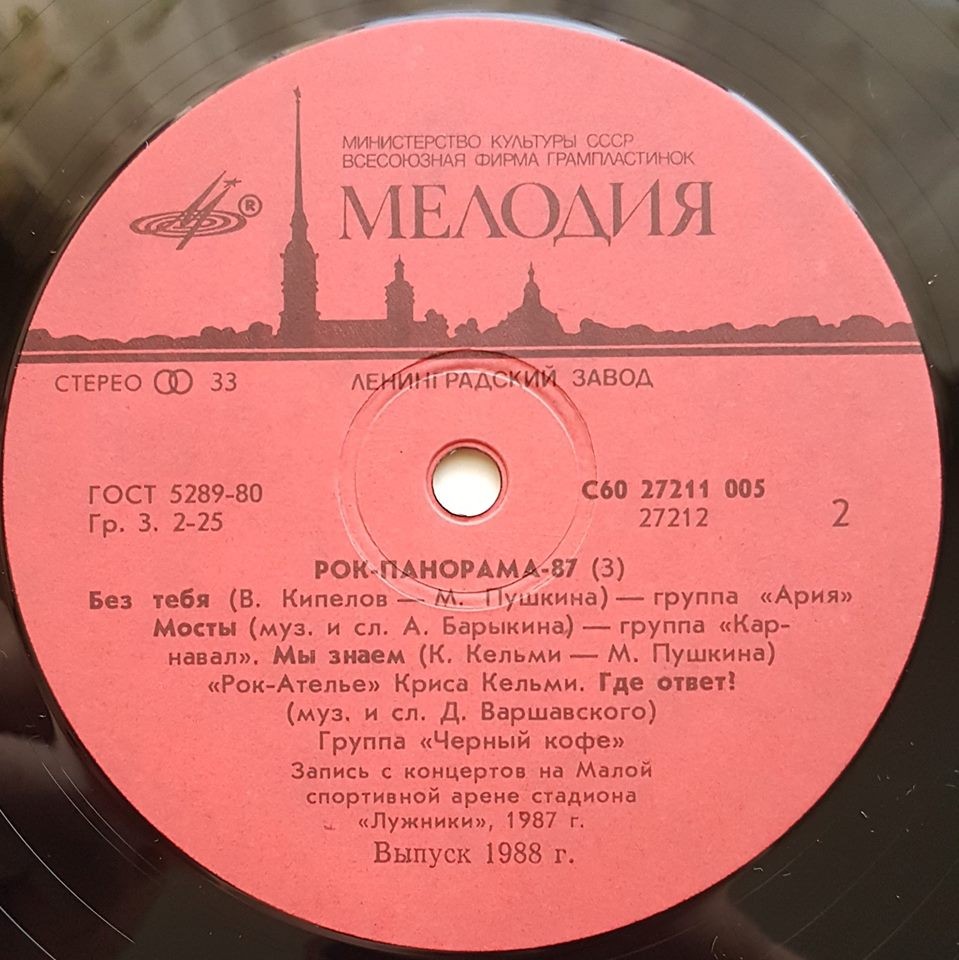 МИНИСТЕРСТВО КУЛЬТУРЫ СССР
ВСЕСОЮЗНАЯ ФИРМА ГРАМПЛАСТИНОК
®
МЕЛОДИЯ
СТЕРЕО 33
ЛЕНИНГРАДСКИЙ ЗАВОД
ГОСТ 5289-80
Гр. 3. 2-25
С60 27211 005
27212
2
РОК-ПАНОРАМА-87 (3)
Без тебя (В. Кипелов — М. Пушкина) — группа «Ария»
Мосты (муз. и сл. А. Барыкина) — группа «Кар-
навал». Мы знаем (К. Кельми — М. Пушкина)
«Рок-Ателье» Криса Кельми. Где ответ?
(муз. и сл. Д. Варшавского)
Группа «Черный кофе»
Запись с концертов на Малой
спортивной арене стадиона
«Лужники», 1987 г.
Выпуск 1988 г.